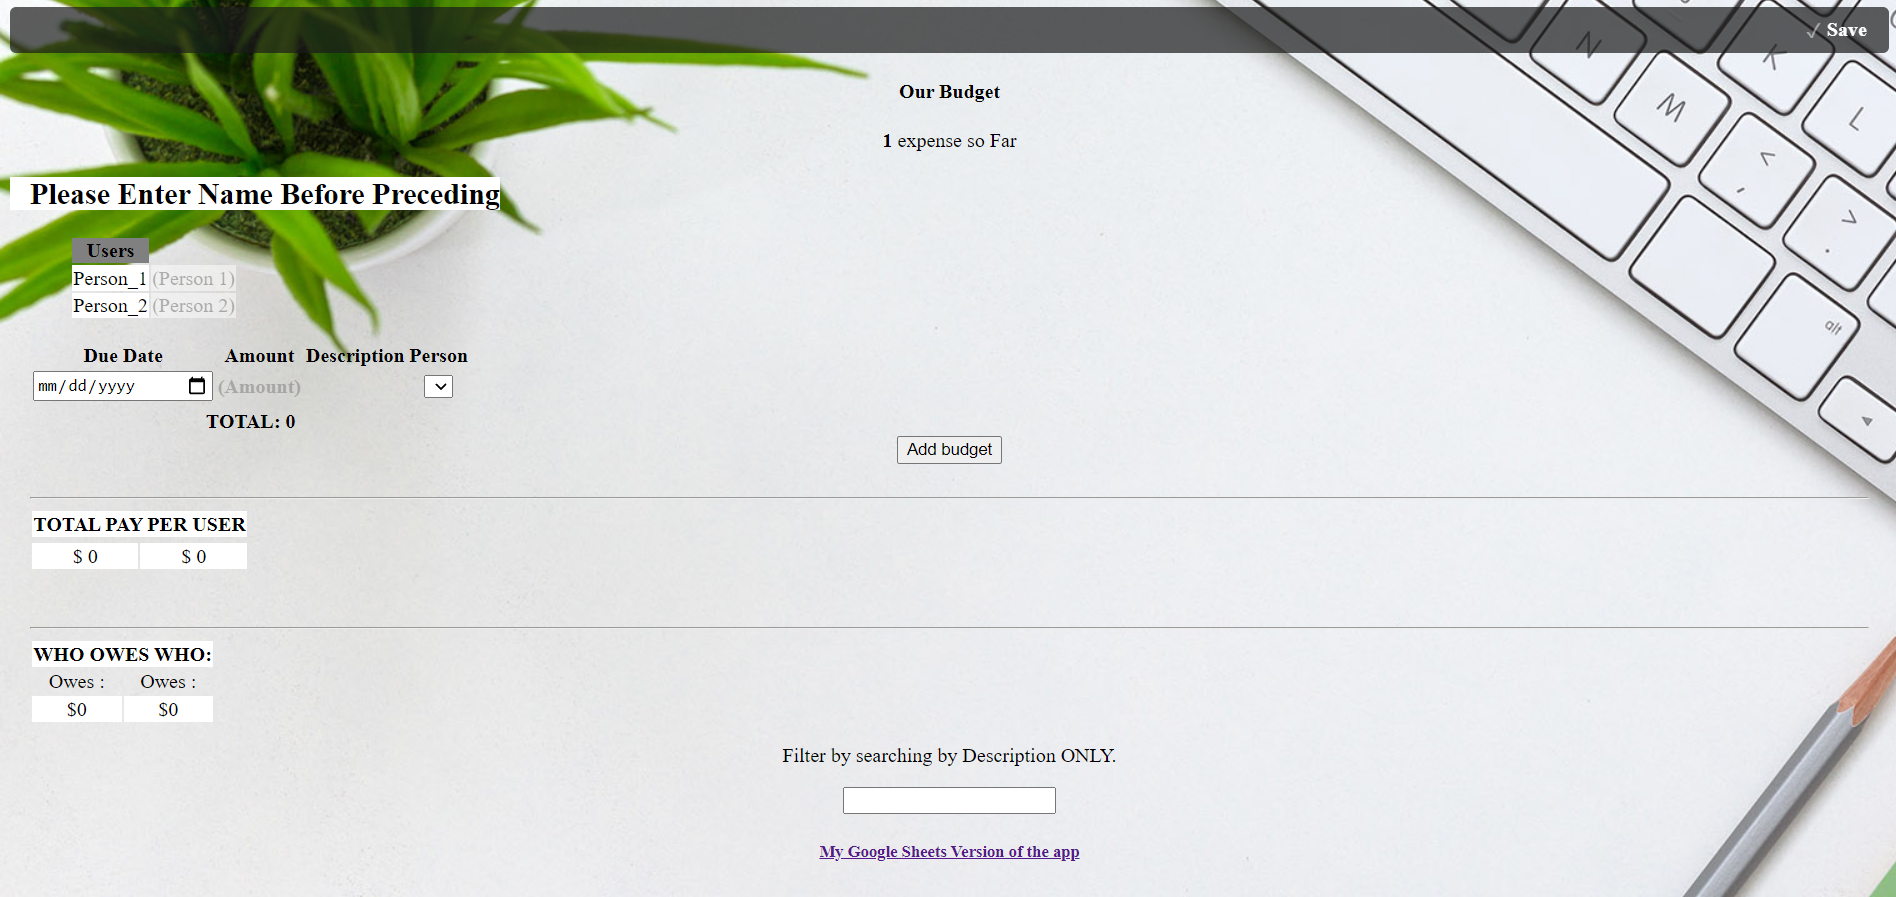 ✓ Save
Our Budget
1 expense so Far
Please Enter Name Before Preceding
Users
Person_1 (Person 1)
Person_2 (Person 2)
Due Date Amount Description Person
mm/dd/yyyy (Amount)
TOTAL: 0
Add budget
TOTAL PAY PER USER
$ 0 $ 0
WHO OWES WHO:
Owes : Owes :
$0 $0
Filter by searching by Description ONLY.
My Google Sheets Version of the app
N
K
M
L
<
,
>
.
alt